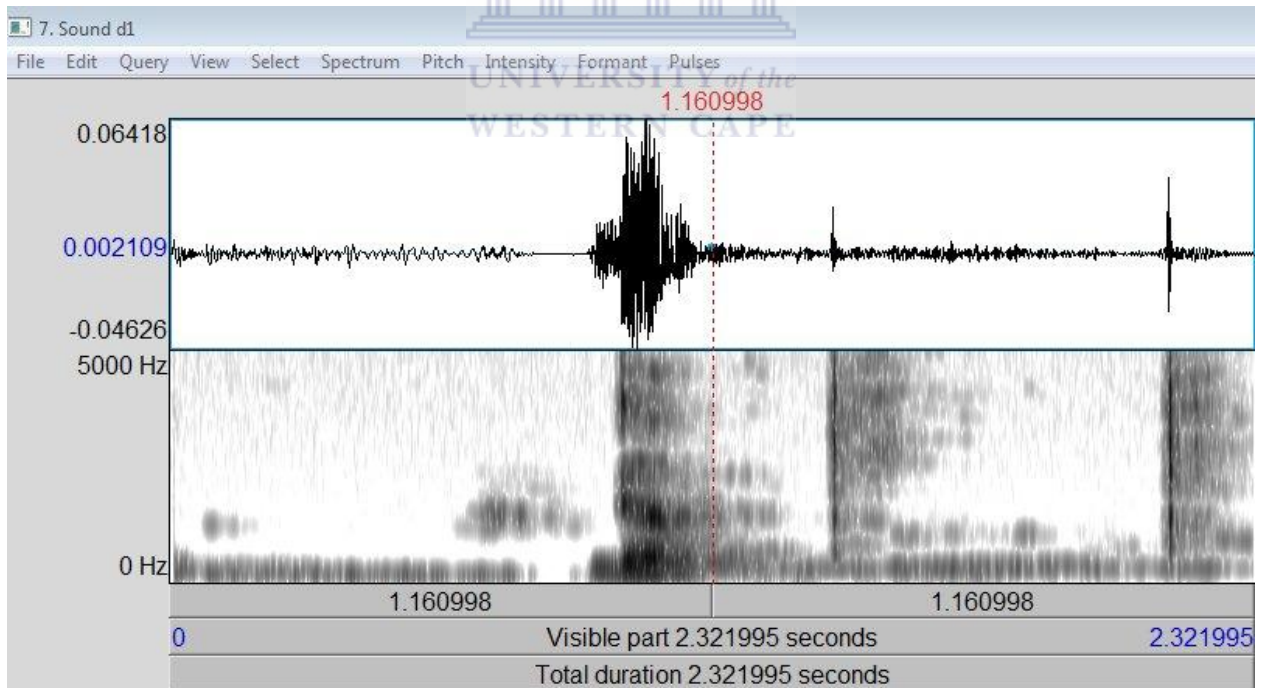 7. Sound d1
File Edit Query View Select Spectrum Pitch Intensity Formant Pulses
UNIVERSITY of the
1.160998
WESTERN CAPE
0.06418
0.002109
-0.04626
5000 Hz
0 Hz
1.160998 1.160998
0 Visible part 2.321995 seconds 2.321995
Total duration 2.321995 seconds